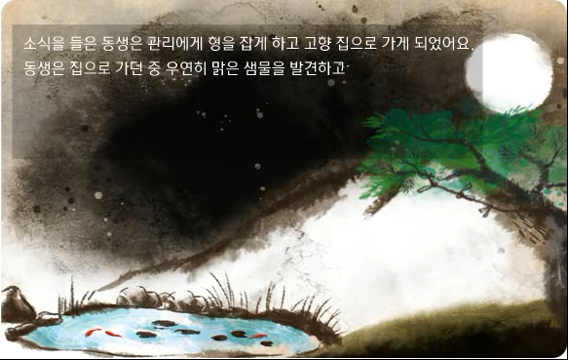 소식을 들은 동생은 관리에게 형을 잡게 하고 고향 집으로 가게 되었어요.
동생은 집으로 가던 중 우연히 맑은 샘물을 발견하고